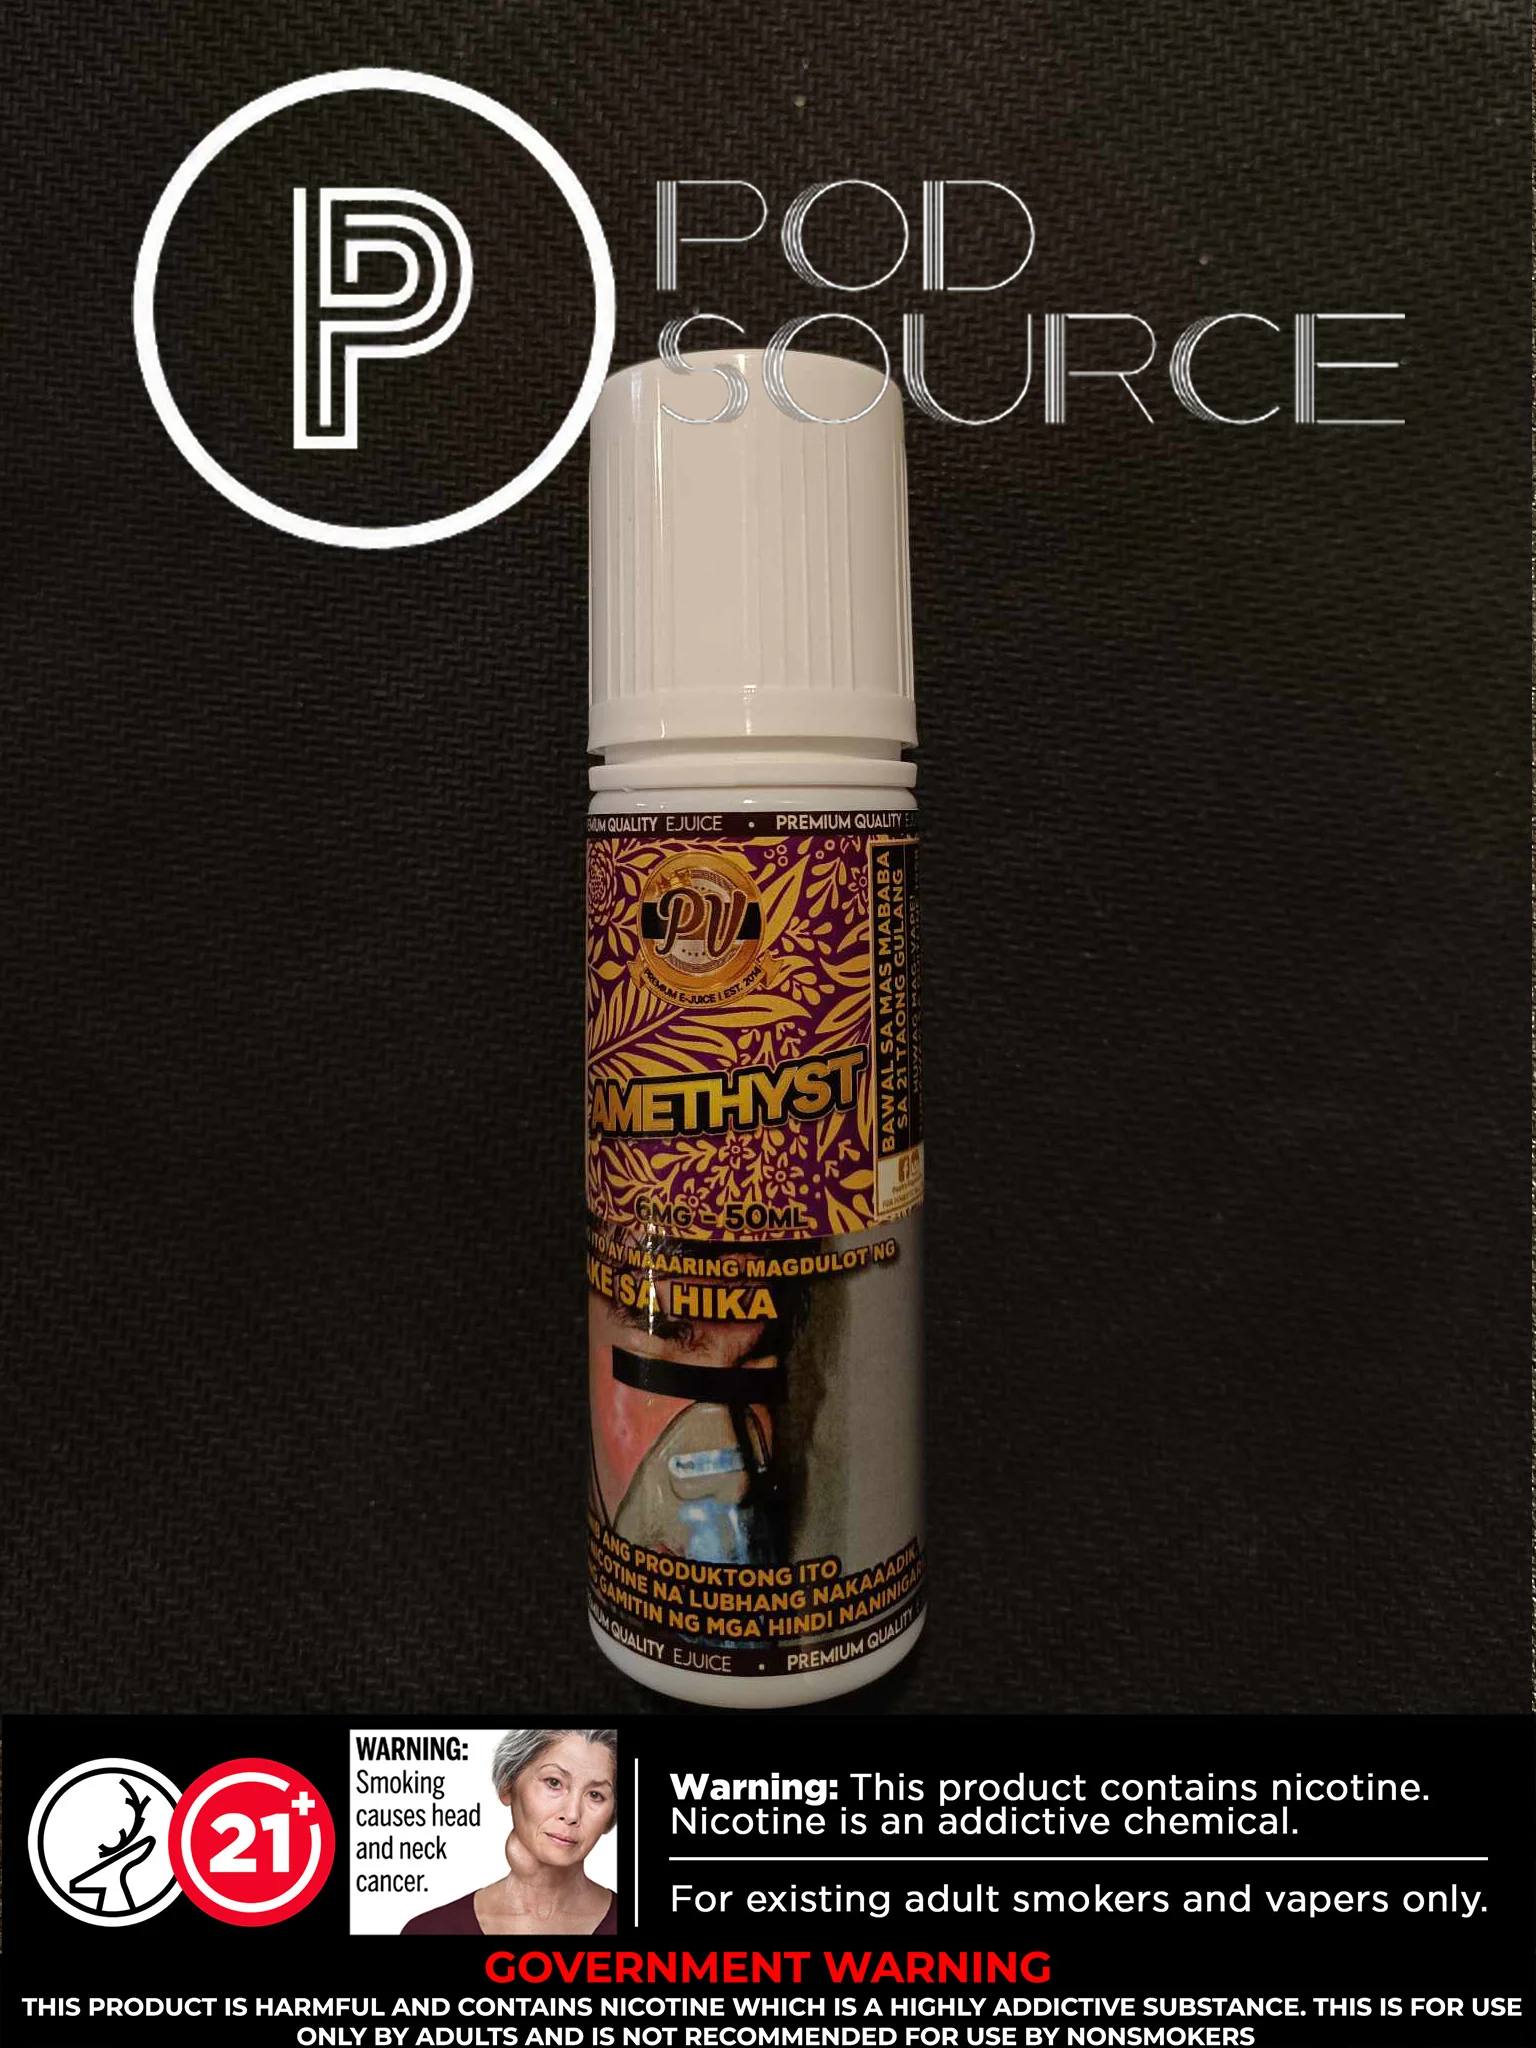 P
POD
SOURCE
PREMIUM QUALITY
QUALITY EJUICE • PREMIUM QUALITY
PV
PREMIUM E-JUICE | EST. 2014
AMETHYST
6MG - 50ML
BAWAL SA MAS MABABA
SA 21 TAONG GULANG
ITO AY MAAARING MAGDULOT NG
SA HIKA
ANG PRODUKTONG ITO
NICOTINE NA LUBHANG NAKAAADIK
GAMITIN NG MGA HINDI
QUALITY EJUICE • PREMIUM QUALITY
21+
WARNING:
Smoking
causes head
and neck
cancer.
Warning: This product contains nicotine.
Nicotine is an addictive chemical.
For existing adult smokers and vapers only.
GOVERNMENT WARNING
THIS PRODUCT IS HARMFUL AND CONTAINS NICOTINE WHICH IS A HIGHLY ADDICTIVE SUBSTANCE. THIS IS FOR USE
ONLY BY ADULTS AND IS NOT RECOMMENDED FOR USE BY NONSMOKERS